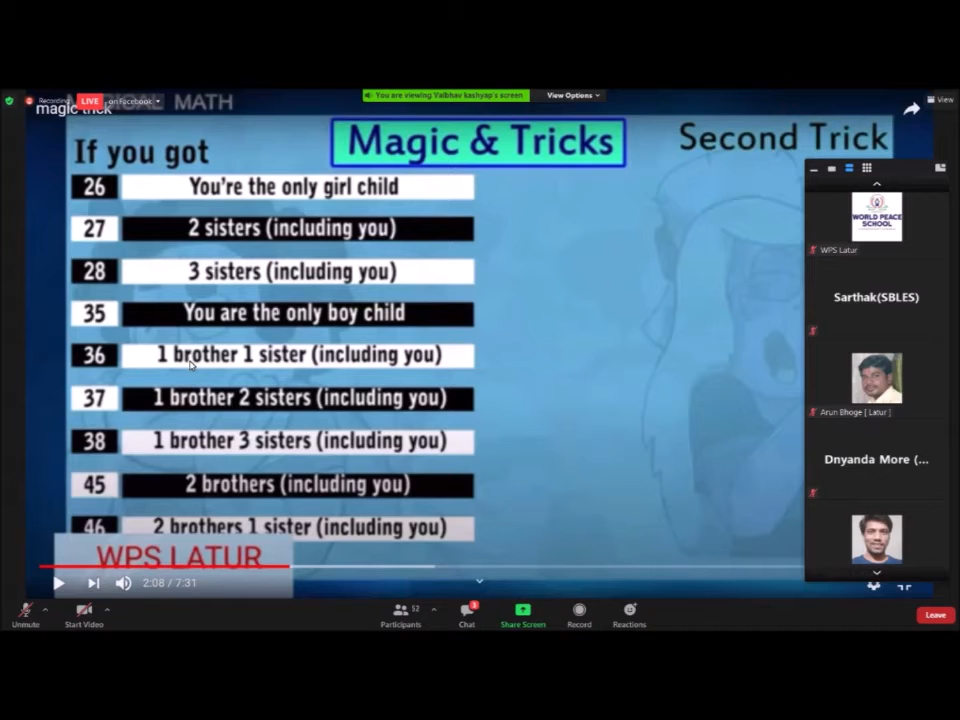 Recording
LIVE
on Facebook
You are viewing Vaibhav kashyap's screen
View Options
View
magic trick
MATH
Magic & Tricks
Second Trick
If you got
26 You're the only girl child
27 2 sisters (including you)
28 3 sisters (including you)
35 You are the only boy child
36 1 brother 1 sister (including you)
37 1 brother 2 sisters (including you)
38 1 brother 3 sisters (including you)
45 2 brothers (including you)
46 2 brothers 1 sister (including you)
WPS LATUR
2:08 / 7:31
WORLD PEACE
SCHOOL
WPS Latur
Sarthak(SBLES)
Arun Bhoge [ Latur ]
Dnyanda More (...
Unmute
Start Video
Participants
52
Chat
3
Share Screen
Record
Reactions
Leave